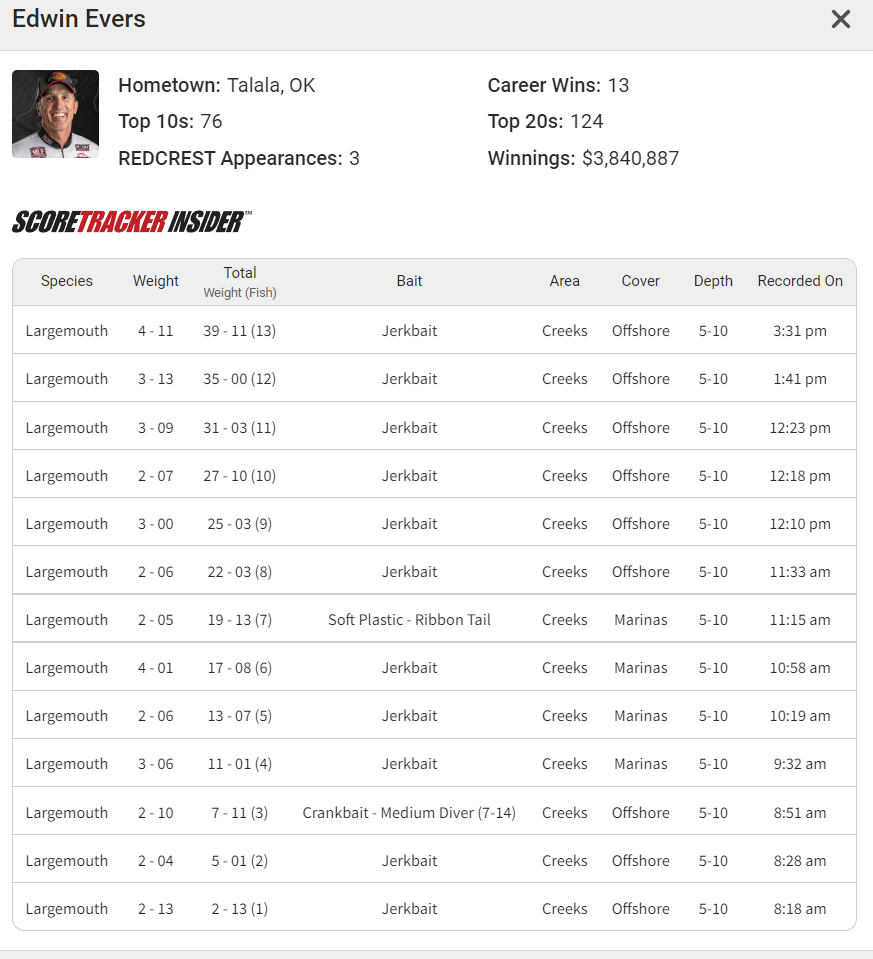 Edwin Evers
Hometown: Talala, OK Career Wins: 13
Top 10s: 76 Top 20s: 124
REDCREST Appearances: 3 Winnings: $3,840,887
SCORETRACKER INSIDER™
Species Weight Total Weight (Fish) Bait Area Cover Depth Recorded On
Largemouth 4 - 11 39 - 11 (13) Jerkbait Creeks Offshore 5-10 3:31 pm
Largemouth 3 - 13 35 - 00 (12) Jerkbait Creeks Offshore 5-10 1:41 pm
Largemouth 3 - 09 31 - 03 (11) Jerkbait Creeks Offshore 5-10 12:23 pm
Largemouth 2 - 07 27 - 10 (10) Jerkbait Creeks Offshore 5-10 12:18 pm
Largemouth 3 - 00 25 - 03 (9) Jerkbait Creeks Offshore 5-10 12:10 pm
Largemouth 2 - 06 22 - 03 (8) Jerkbait Creeks Offshore 5-10 11:33 am
Largemouth 2 - 05 19 - 13 (7) Soft Plastic - Ribbon Tail Creeks Marinas 5-10 11:15 am
Largemouth 4 - 01 17 - 08 (6) Jerkbait Creeks Marinas 5-10 10:58 am
Largemouth 2 - 06 13 - 07 (5) Jerkbait Creeks Marinas 5-10 10:19 am
Largemouth 3 - 06 11 - 01 (4) Jerkbait Creeks Marinas 5-10 9:32 am
Largemouth 2 - 10 7 - 11 (3) Crankbait - Medium Diver (7-14) Creeks Offshore 5-10 8:51 am
Largemouth 2 - 04 5 - 01 (2) Jerkbait Creeks Offshore 5-10 8:28 am
Largemouth 2 - 13 2 - 13 (1) Jerkbait Creeks Offshore 5-10 8:18 am